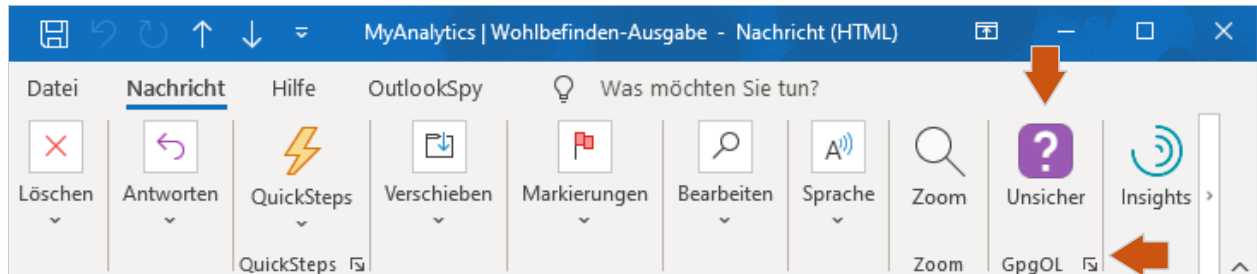 MyAnalytics | Wohlbefinden-Ausgabe - Nachricht (HTML)
Datei Nachricht Hilfe OutlookSpy Was möchten Sie tun?
Löschen Antworten QuickSteps Verschieben Markierungen Bearbeiten Sprache Zoom Unsicher Insights
QuickSteps Zoom GpgOL